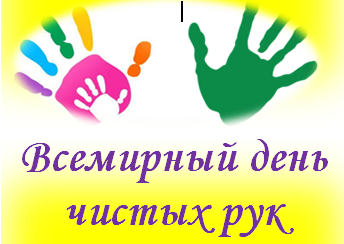 Всемирный день
чистых рук